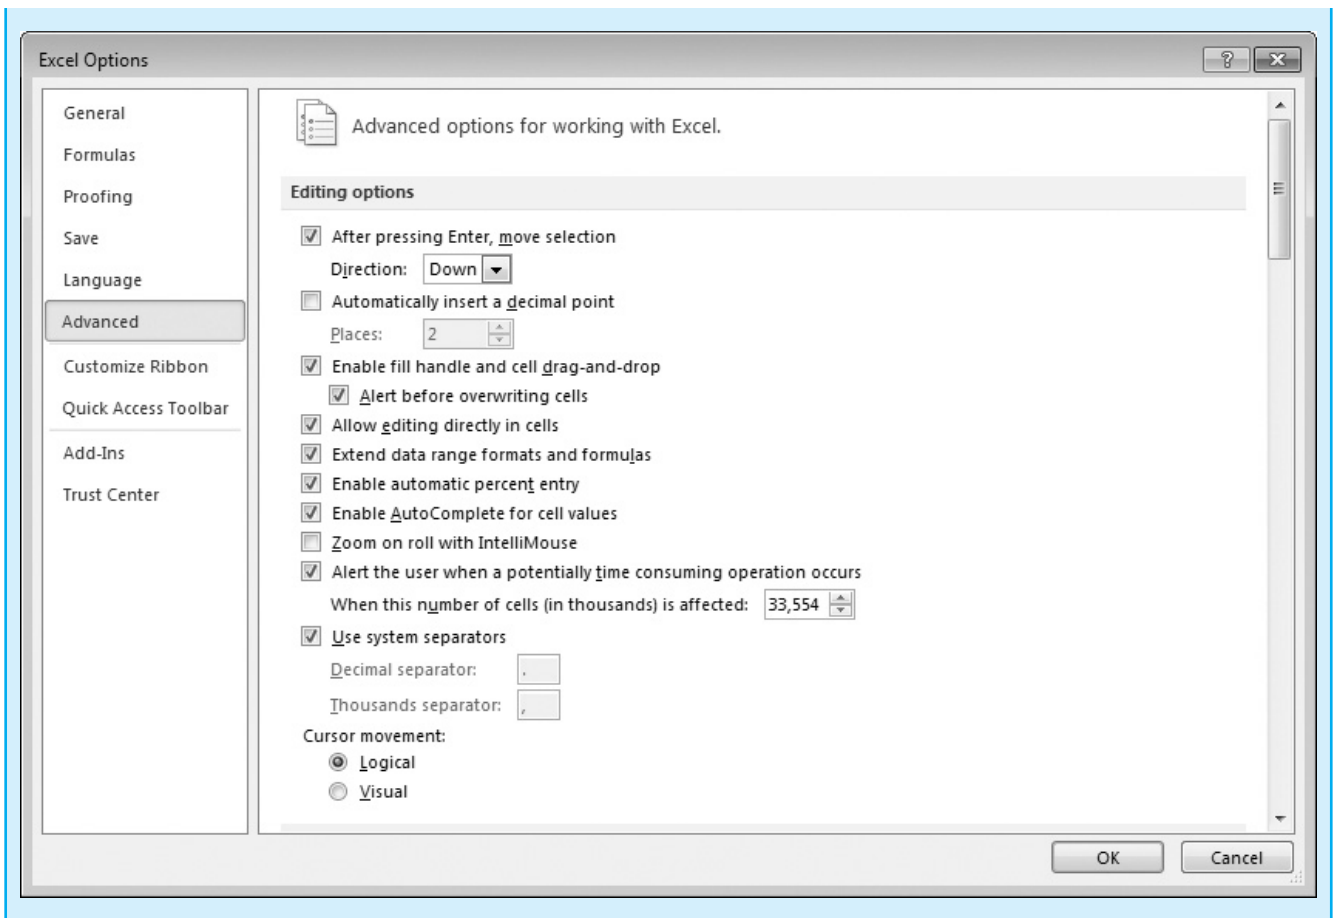 Excel Options
General
Formulas
Proofing
Save
Language
Advanced
Customize Ribbon
Quick Access Toolbar
Add-Ins
Trust Center
Advanced options for working with Excel.
Editing options
After pressing Enter, move selection
Direction: Down
Automatically insert a decimal point
Places: 2
Enable fill handle and cell drag-and-drop
Alert before overwriting cells
Allow editing directly in cells
Extend data range formats and formulas
Enable automatic percent entry
Enable AutoComplete for cell values
Zoom on roll with IntelliMouse
Alert the user when a potentially time consuming operation occurs
When this number of cells (in thousands) is affected: 33,554
Use system separators
Decimal separator: .
Thousands separator: ,
Cursor movement:
Logical
Visual
OK Cancel